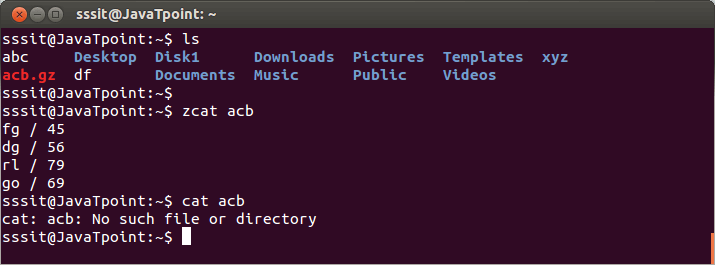 sssit@JavaTpoint: ~
sssit@JavaTpoint:~$ ls
abc     Desktop  Disk1      Downloads  Pictures  Templates  xyz
acb.gz  df       Documents  Music      Public    Videos
sssit@JavaTpoint:~$
sssit@JavaTpoint:~$ zcat acb
fg / 45
dg / 56
rl / 79
go / 69
sssit@JavaTpoint:~$ cat acb
cat: acb: No such file or directory
sssit@JavaTpoint:~$